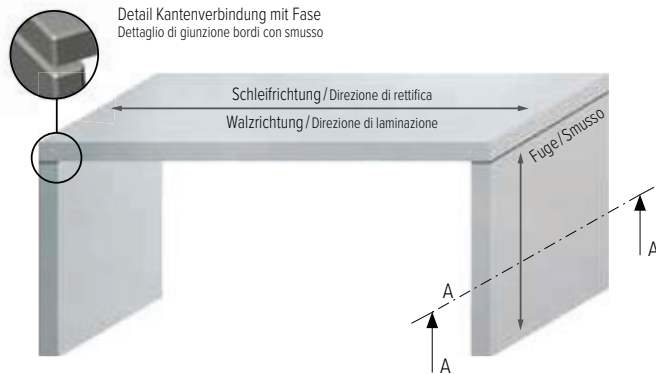 Detail Kantenverbindung mit Fase
Dettaglio di giunzione bordi con smusso
Schleifrichtung/Direzione di rettifica
Walzrichtung/Direzione di laminazione
Fuge/Smusso
A
A
A
A